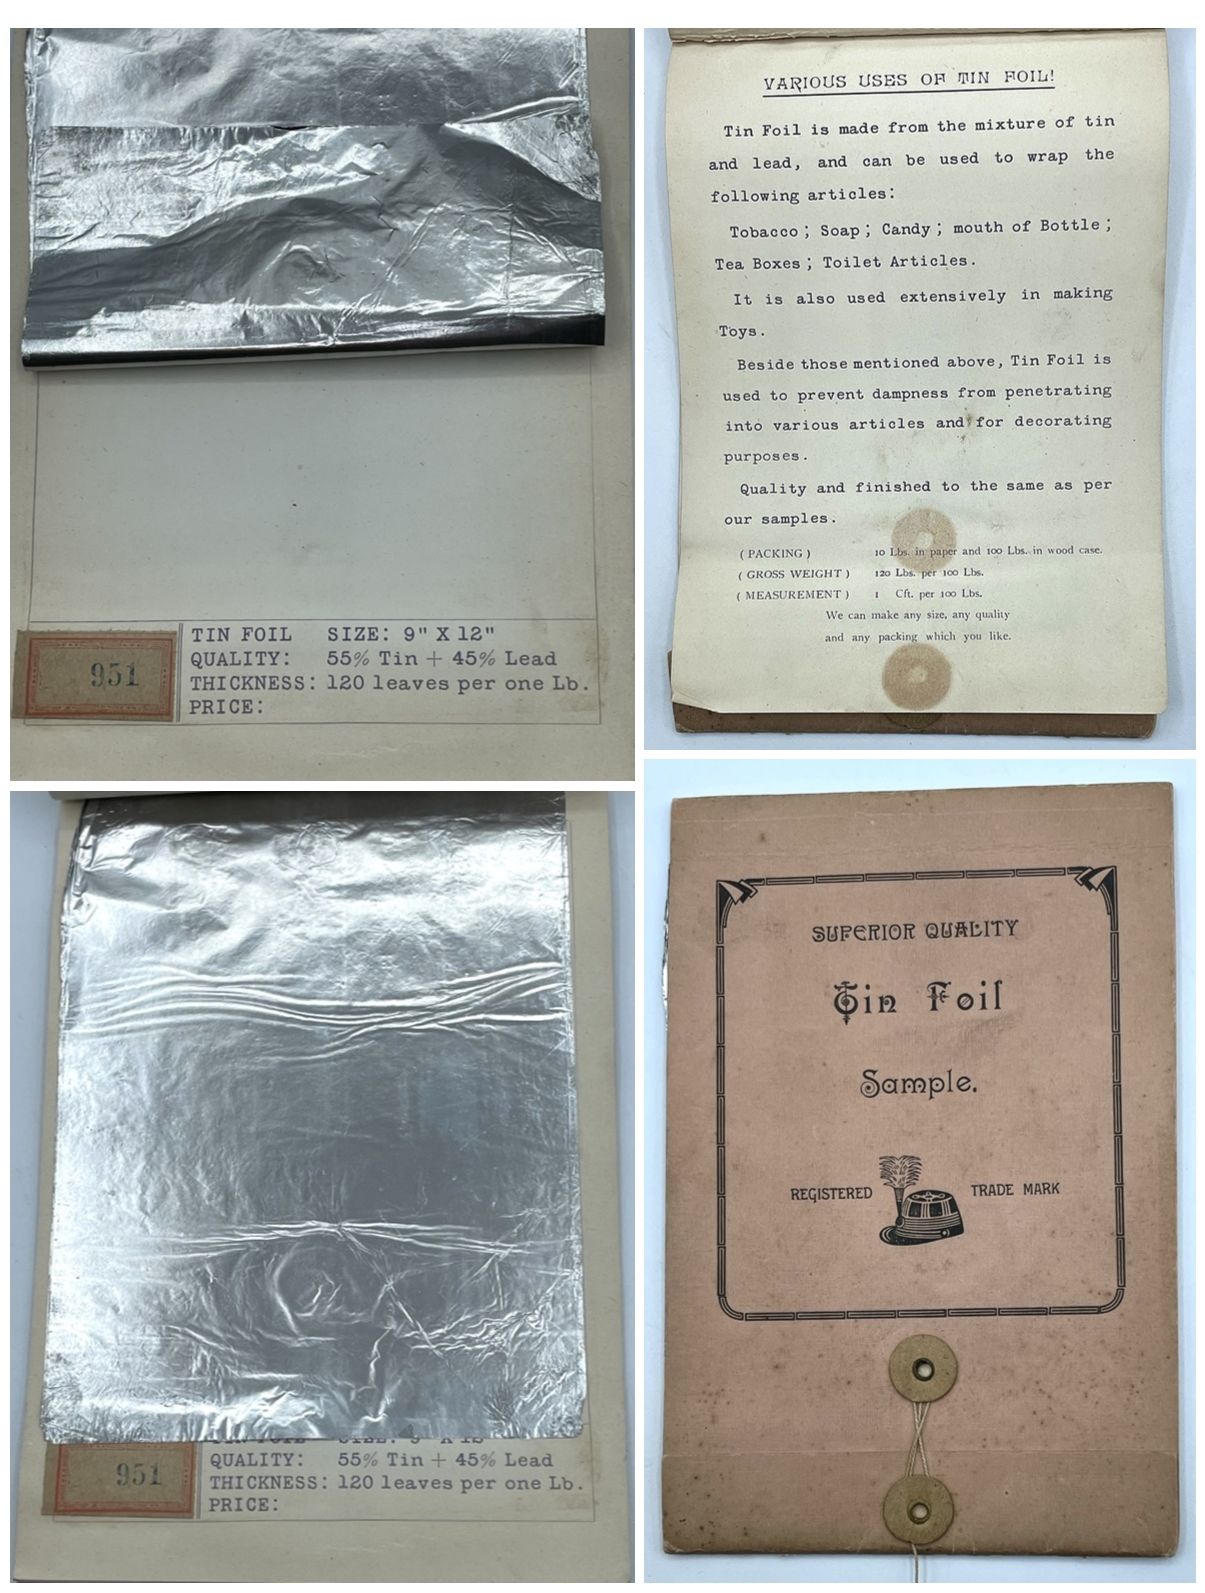 951
TIN FOIL SIZE: 9" X 12"
QUALITY: 55% Tin + 45% Lead
THICKNESS: 120 leaves per one Lb.
PRICE:
VARIOUS USES OF TIN FOIL!
Tin Foil is made from the mixture of tin
and lead, and can be used to wrap the
following articles:
Tobacco; Soap; Candy; mouth of Bottle;
Tea Boxes; Toilet Articles.
It is also used extensively in making
Toys.
Beside those mentioned above, Tin Foil is
used to prevent dampness from penetrating
into various articles and for decorating
purposes.
Quality and finished to the same as per
our samples.
(PACKING) 10 Lbs. in paper and 100 Lbs. in wood case.
(GROSS WEIGHT) 120 Lbs. per 100 Lbs.
(MEASUREMENT) 1 Cft. per 100 Lbs.
We can make any size, any quality
and any packing which you like.
951
TIN FOIL SIZE: 9" X 12"
QUALITY: 55% Tin + 45% Lead
THICKNESS: 120 leaves per one Lb.
PRICE:
SUPERIOR QUALITY
Tin Foil
Sample.
REGISTERED TRADE MARK